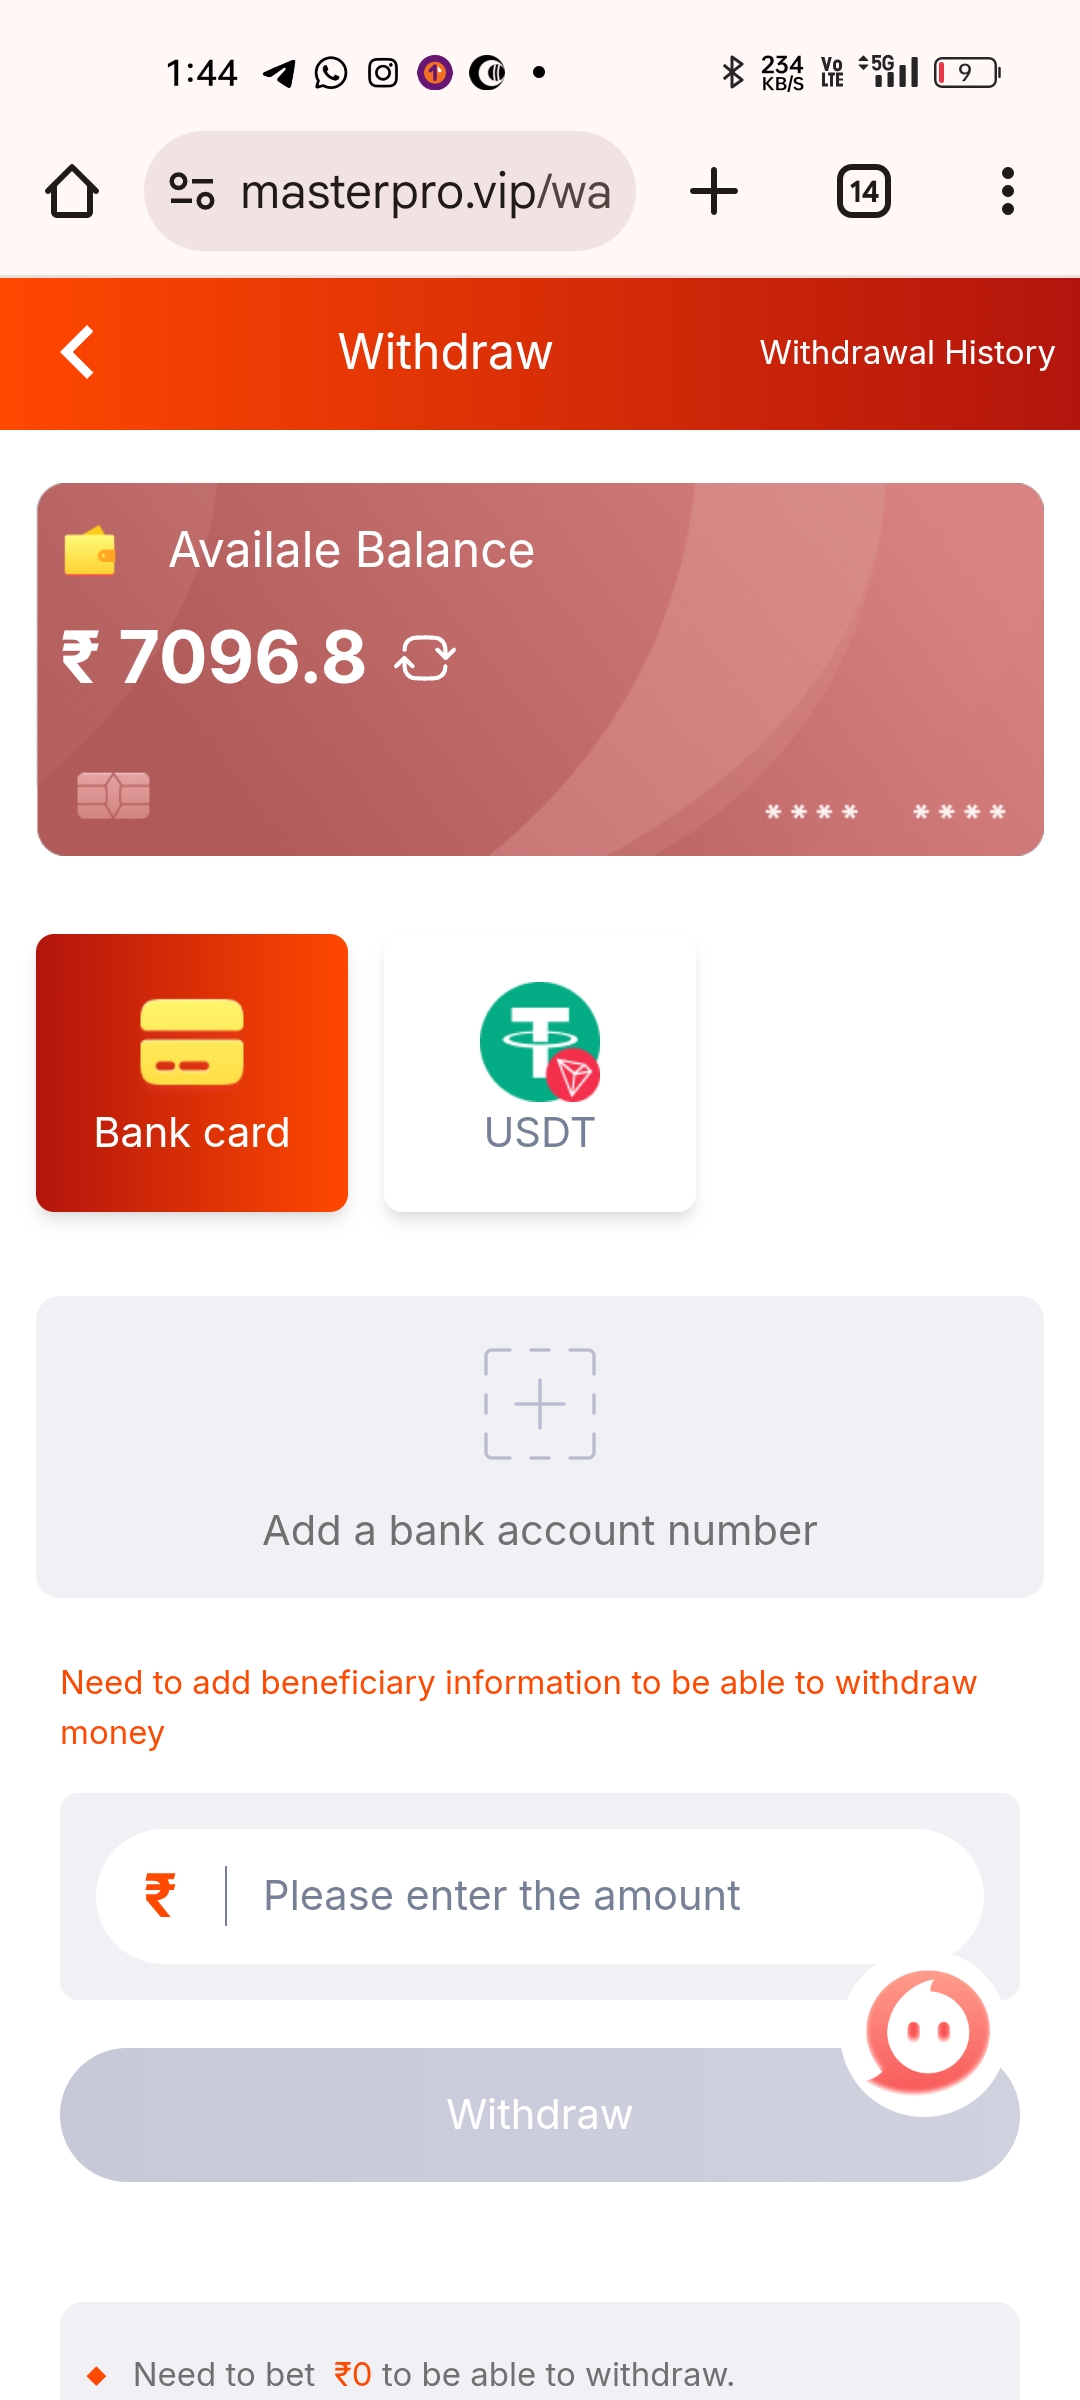 1:44 234 KB/S Vo LTE 5G 9
masterpro.vip/wa 14
Withdraw Withdrawal History
Availale Balance
₹ 7096.8
**** ****
Bank card USDT
Add a bank account number
Need to add beneficiary information to be able to withdraw
money
₹ Please enter the amount
Withdraw
Need to bet ₹0 to be able to withdraw.